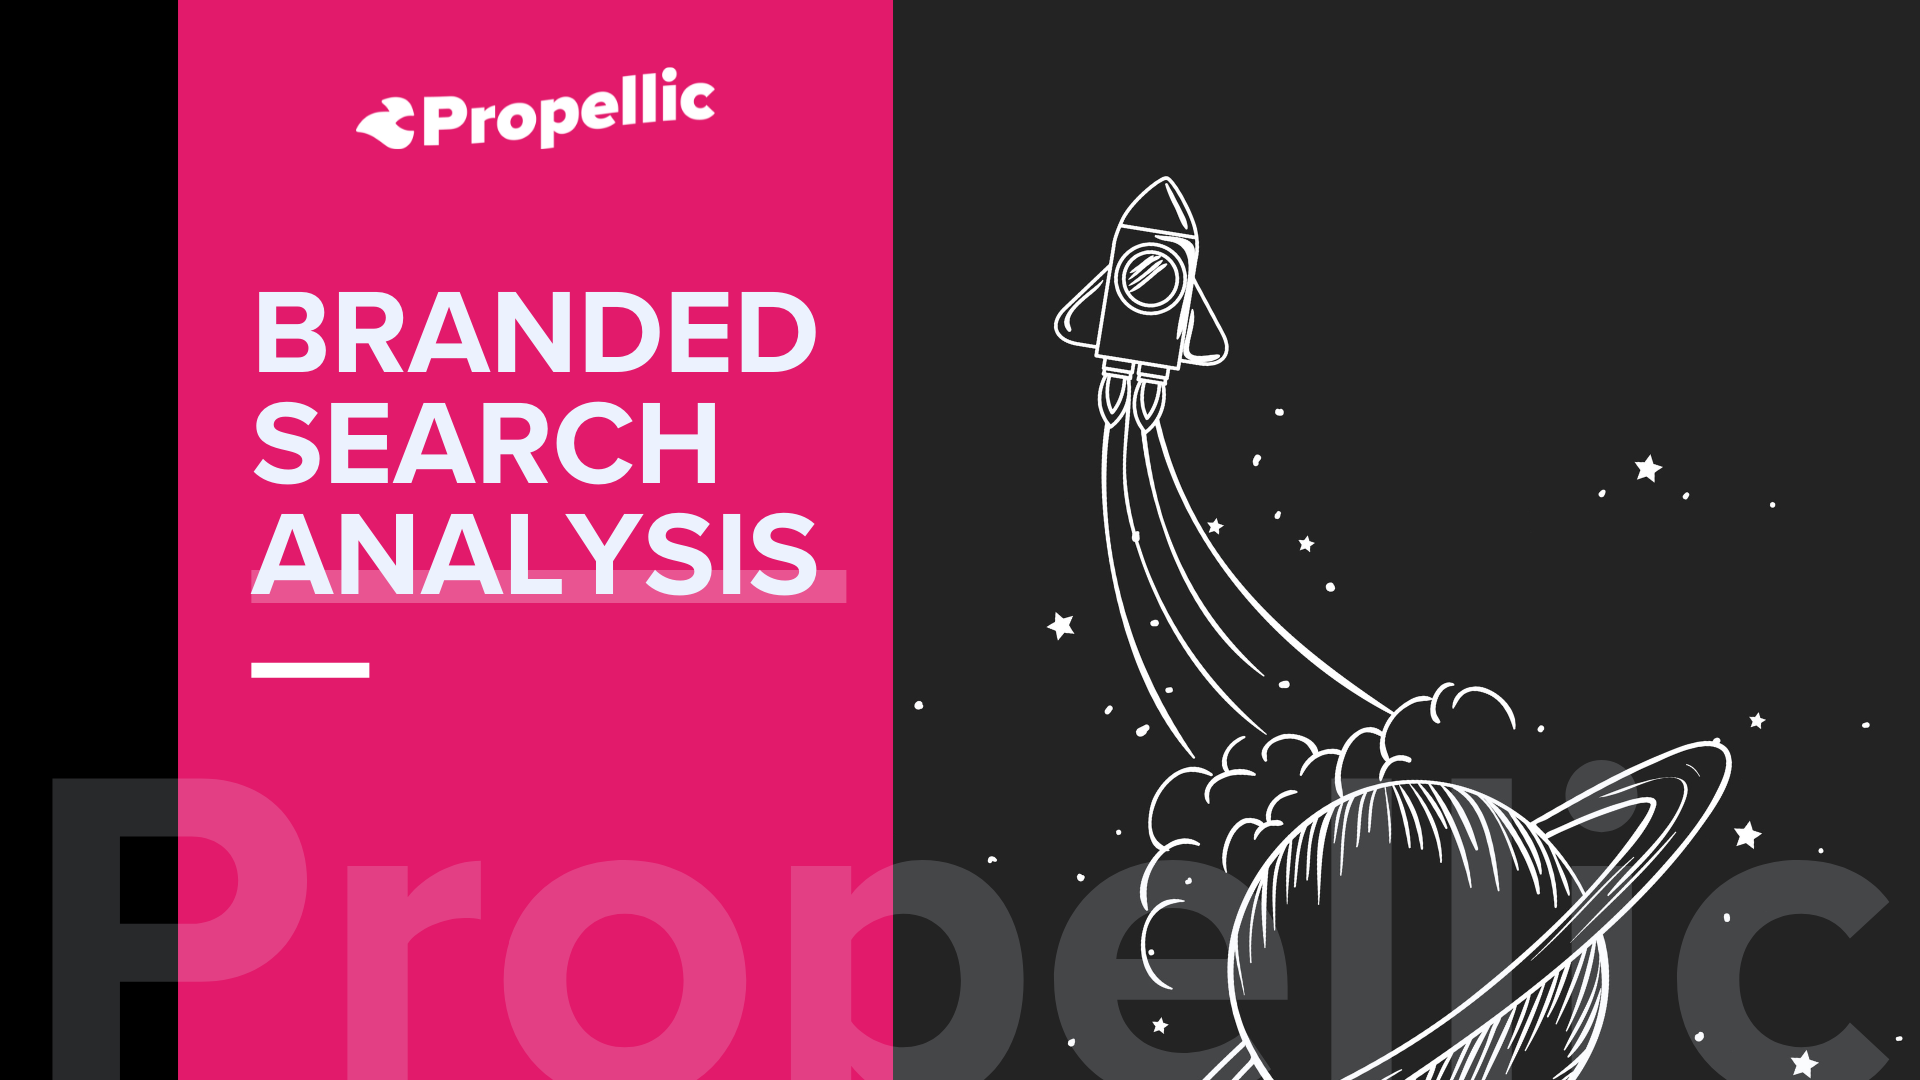 Propellic
BRANDED
SEARCH
ANALYSIS
Propellic